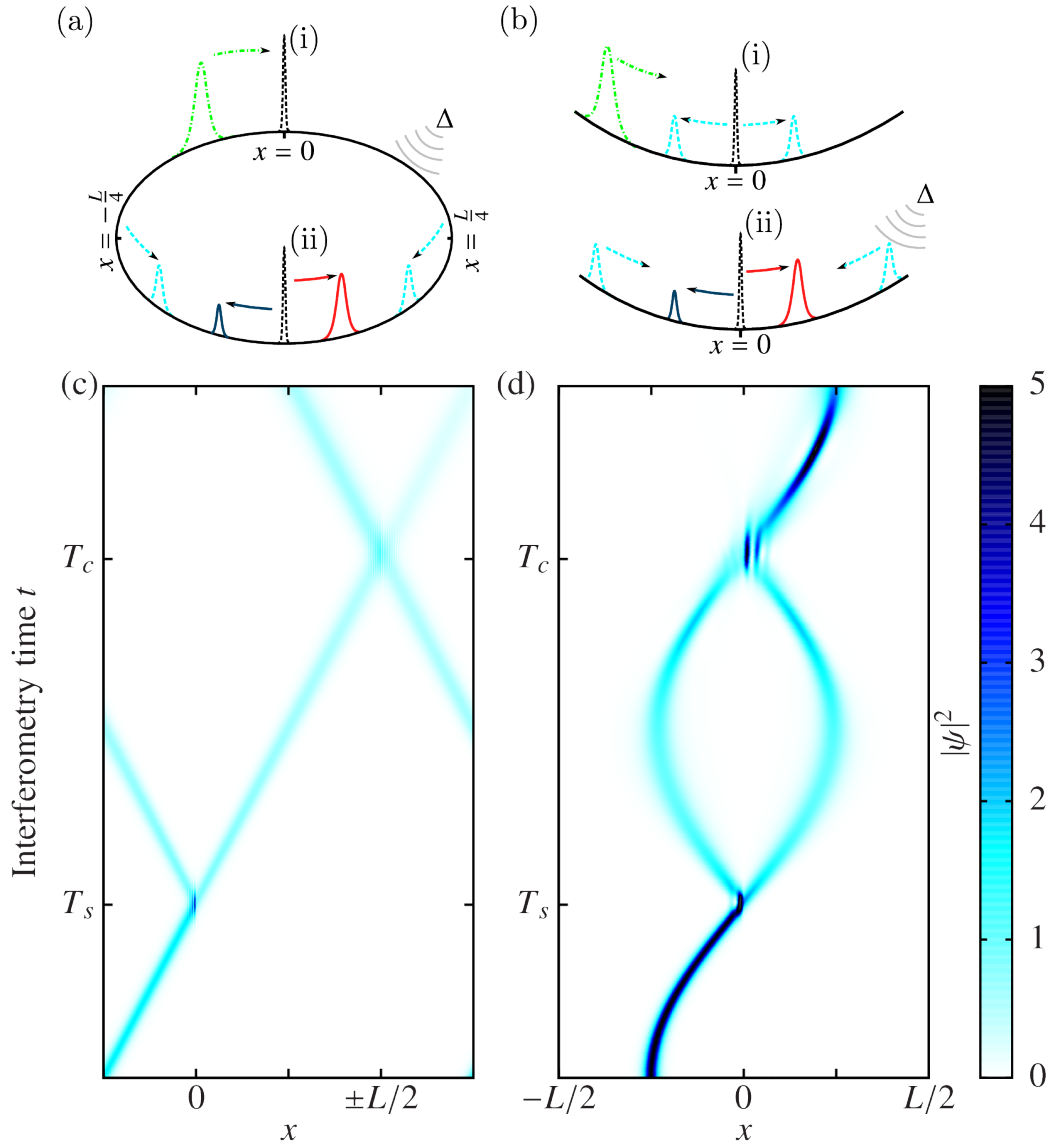 (a)
(i)
Δ
x = 0
x = −L/4
x = L/4
(ii)
(b)
(i)
x = 0
Δ
(ii)
x = 0
(c)
(d)
T_c
T_s
Interferometry time t
0
±L/2
x
T_c
T_s
−L/2
0
L/2
x
5
4
3
2
1
0
|ψ|²